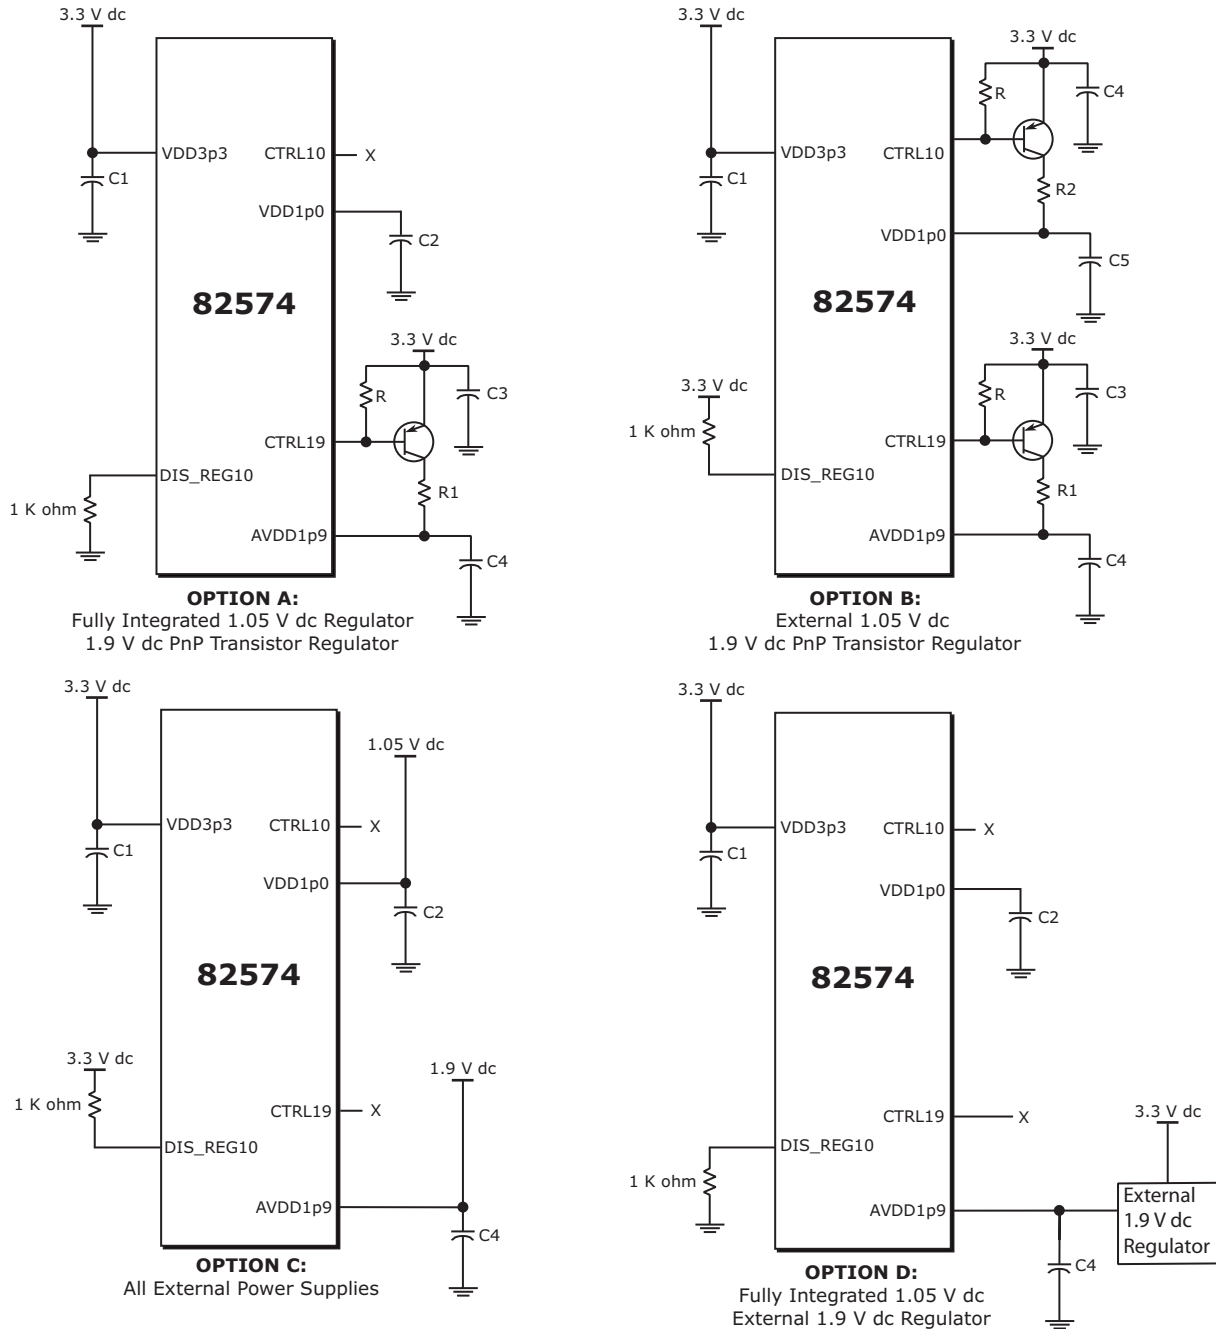 3.3 V dc
VDD3p3
C1
CTRL10
X
VDD1p0
C2
82574
3.3 V dc
R
C3
CTRL19
DIS_REG10
1 K ohm
R1
AVDD1p9
C4
OPTION A:
Fully Integrated 1.05 V dc Regulator
1.9 V dc PnP Transistor Regulator
3.3 V dc
3.3 V dc
R
C4
VDD3p3
C1
CTRL10
R2
VDD1p0
C5
82574
3.3 V dc
3.3 V dc
R
C3
1 K ohm
CTRL19
DIS_REG10
R1
AVDD1p9
C4
OPTION B:
External 1.05 V dc
1.9 V dc PnP Transistor Regulator
3.3 V dc
1.05 V dc
VDD3p3
CTRL10
X
C1
VDD1p0
C2
82574
3.3 V dc
1.9 V dc
1 K ohm
CTRL19
X
DIS_REG10
AVDD1p9
C4
OPTION C:
All External Power Supplies
3.3 V dc
VDD3p3
CTRL10
X
C1
VDD1p0
C2
82574
CTRL19
X
3.3 V dc
DIS_REG10
1 K ohm
AVDD1p9
External
1.9 V dc
Regulator
C4
OPTION D:
Fully Integrated 1.05 V dc
External 1.9 V dc Regulator